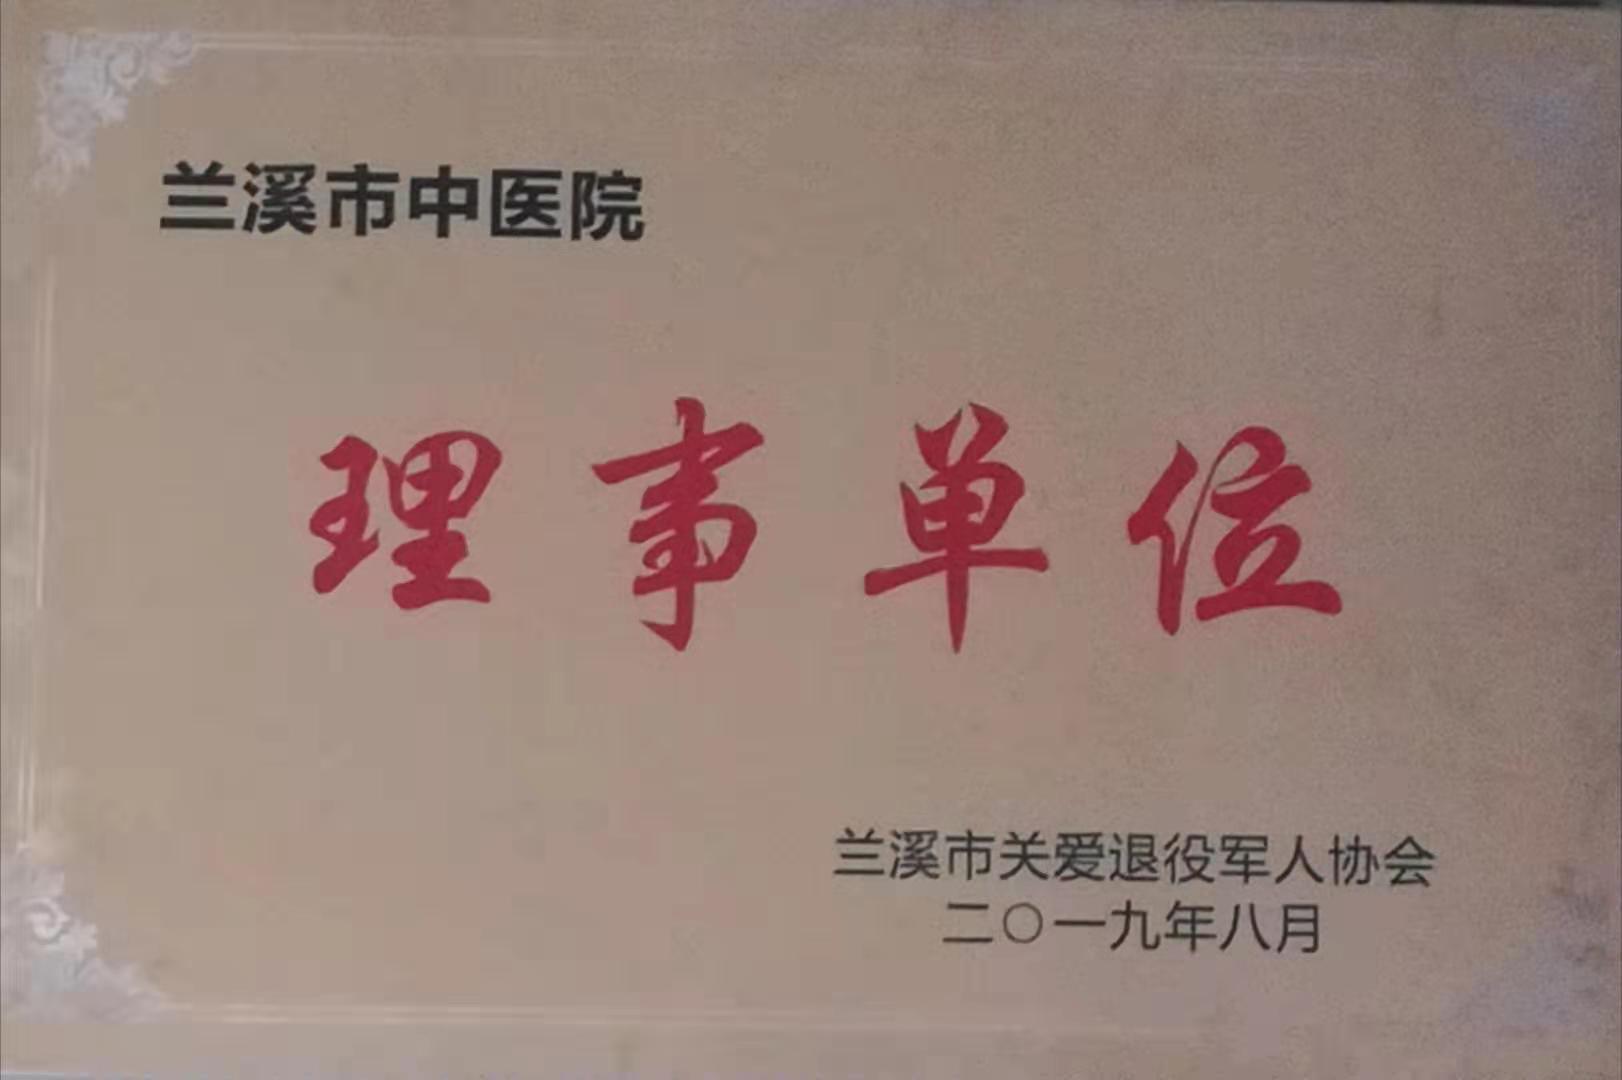 兰溪市中医院
理事单位
兰溪市关爱退役军人协会
二〇一九年八月